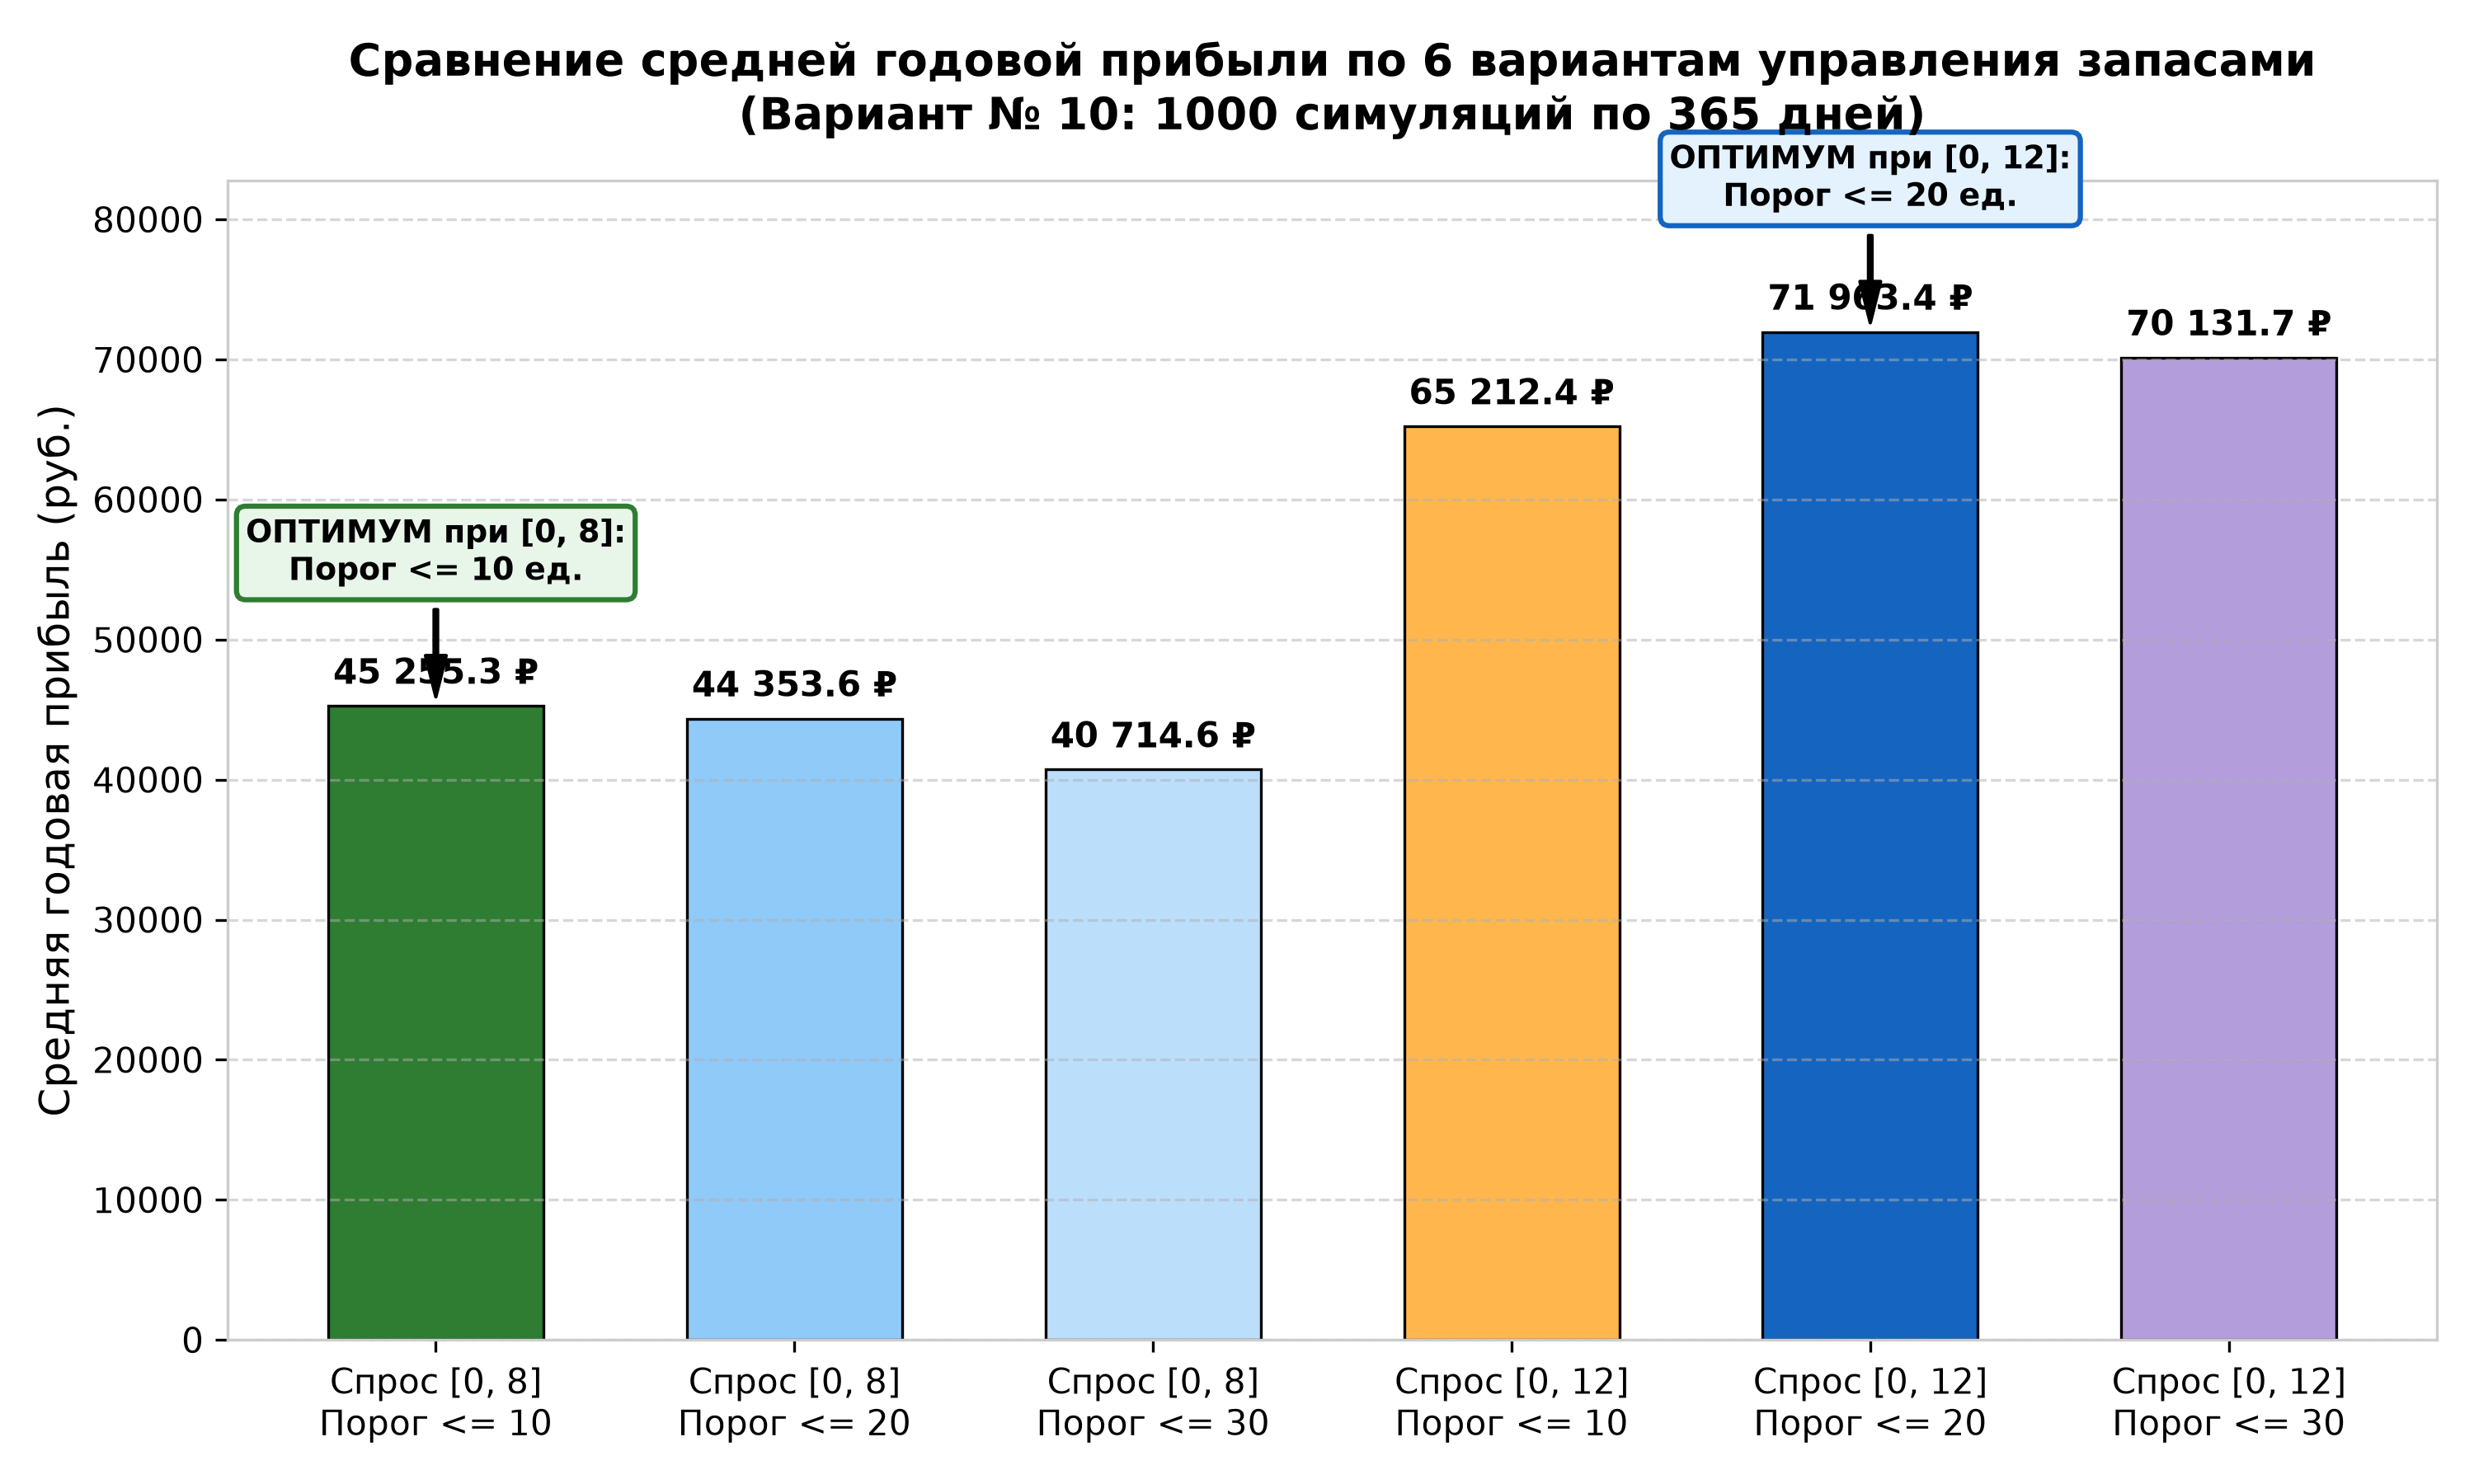 Сравнение средней годовой прибыли по 6 вариантам управления запасами
(Вариант № 10: 1000 симуляций по 365 дней)
ОПТИМУМ при [0, 12]:
Порог <= 20 ед.
ОПТИМУМ при [0, 8]:
Порог <= 10 ед.
Средняя годовая прибыль (руб.)
80000
70000
60000
50000
40000
30000
20000
10000
0
45
44 353.6 ₽
40 714.6 ₽
65 212.4 ₽
71
70 131.7 ₽
Спрос [0, 8]
Порог <= 10
Спрос [0, 8]
Порог <= 20
Спрос [0, 8]
Порог <= 30
Спрос [0, 12]
Порог <= 10
Спрос [0, 12]
Порог <= 20
Спрос [0, 12]
Порог <= 30